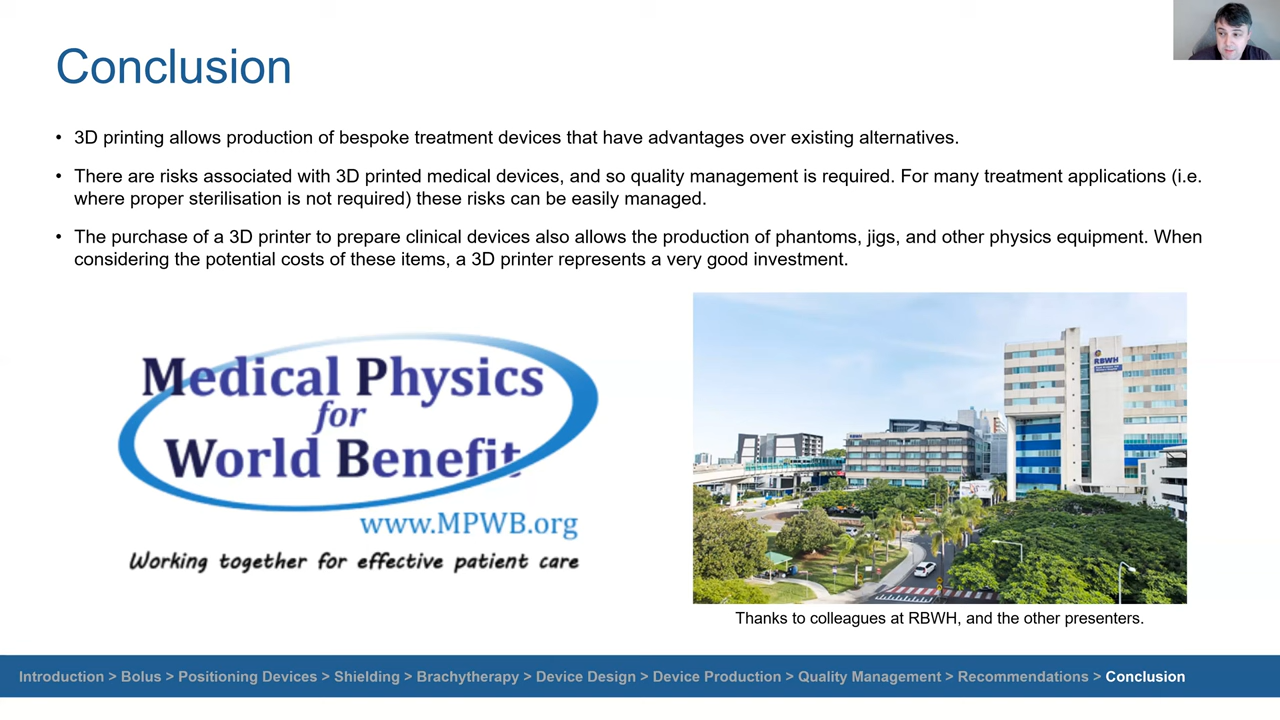 Conclusion
• 3D printing allows production of bespoke treatment devices that have advantages over existing alternatives.
• There are risks associated with 3D printed medical devices, and so quality management is required. For many treatment applications (i.e.
where proper sterilisation is not required) these risks can be easily managed.
• The purchase of a 3D printer to prepare clinical devices also allows the production of phantoms, jigs, and other physics equipment. When
considering the potential costs of these items, a 3D printer represents a very good investment.
Medical Physics
for
World Benefit
www.MPWB.org
Working together for effective patient care
RBWH
Thanks to colleagues at RBWH, and the other presenters.
Introduction > Bolus > Positioning Devices > Shielding > Brachytherapy > Device Design > Device Production > Quality Management > Recommendations > Conclusion